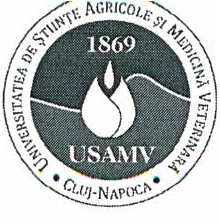 UNIVERSITATEA DE ȘTIINȚE AGRICOLE ȘI MEDICINĂ VETERINARĂ
1869
USAMV
• CLUJ-NAPOCA •